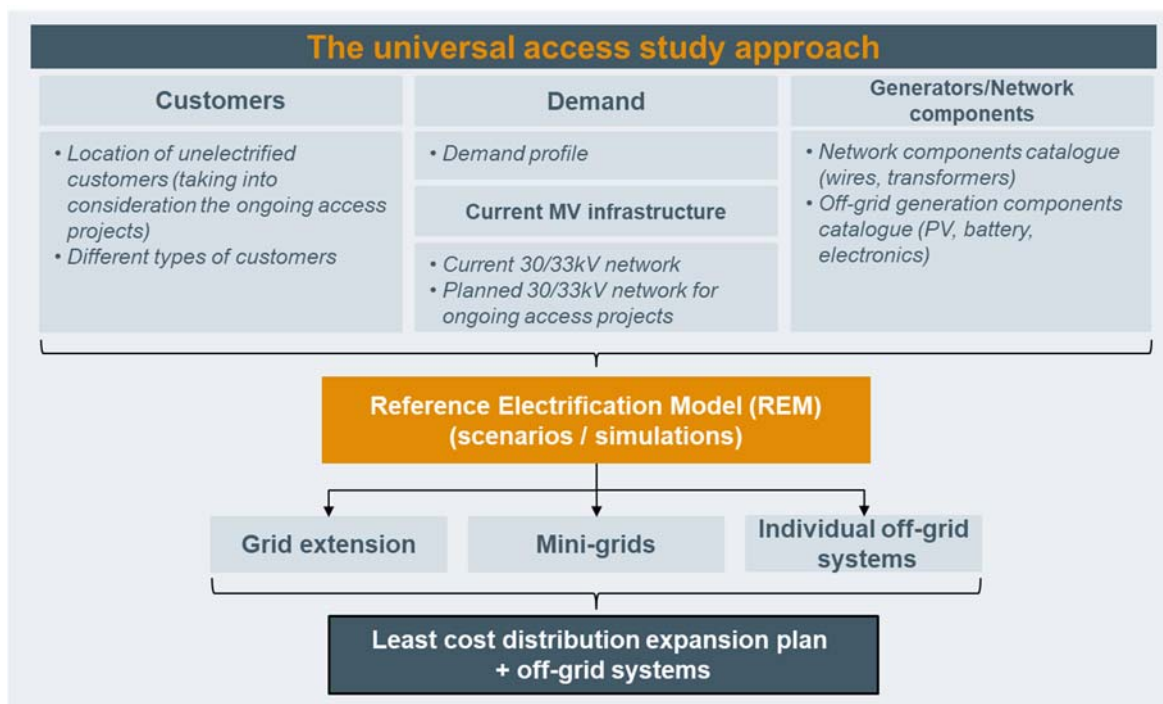 The universal access study approach
Customers
• Location of unelectrified
customers (taking into
consideration the ongoing access
projects)
• Different types of customers
Demand
• Demand profile
Current MV infrastructure
• Current 30/33kV network
• Planned 30/33kV network for
ongoing access projects
Generators/Network
components
• Network components catalogue
(wires, transformers)
• Off-grid generation components
catalogue (PV, battery,
electronics)
Reference Electrification Model (REM)
(scenarios / simulations)
Grid extension
Mini-grids
Individual off-grid
systems
Least cost distribution expansion plan
+ off-grid systems